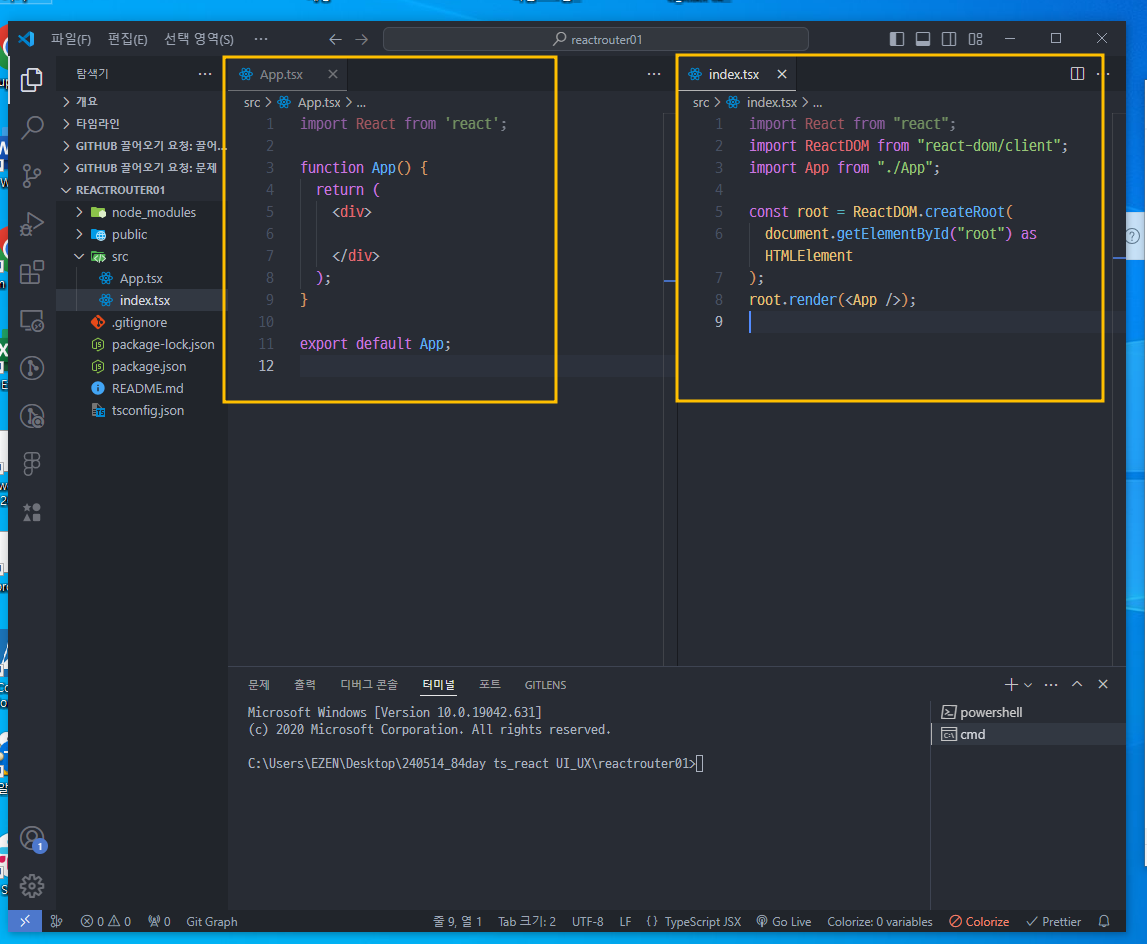 파일(F) 편집(E) 선택 영역(S) ··· reactrouter01
탐색기 ···
개요
타임라인
GITHUB 끌어오기 요청: 끌어...
GITHUB 끌어오기 요청: 문제
REACTROUTER01
node_modules
public
src
App.tsx
index.tsx
.gitignore
package-lock.json
package.json
README.md
tsconfig.json
App.tsx
src > App.tsx > ...
1 import React from 'react';
2
3 function App() {
4 return (
5 <div>
6
7 </div>
8 );
9 }
10
11 export default App;
12
index.tsx
src > index.tsx > ...
1 import React from "react";
2 import ReactDOM from "react-dom/client";
3 import App from "./App";
4
5 const root = ReactDOM.createRoot(
6 document.getElementById("root") as
HTMLElement
7 );
8 root.render(<App />);
9
문제 출력 디버그 콘솔 터미널 포트 GITLENS
Microsoft Windows [Version 10.0.19042.631]
(c) 2020 Microsoft Corporation. All rights reserved.
C:\Users\EZEN\Desktop\240514_84day ts_react UI_UX\reactrouter01>
powershell
cmd
1
0 0 0 Git Graph 줄 9, 열 1 Tab 크기: 2 UTF-8 LF {} TypeScript JSX Go Live Colorize: 0 variables Colorize Prettier